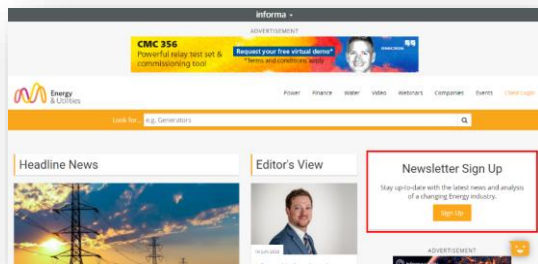 informa
ADVERTISEMENT
CMC 356
Powerful relay test set &
commissioning tool
Request your free virtual demo*
*Terms and conditions apply
Energy
& Utilities
Power Finance Water Video Webinars Companies Events Client Login
Look for... e.g. Generators
Headline News
Editor's View
Newsletter Sign Up
Stay up-to-date with the latest news and analysis
of a changing Energy industry.
Sign Up
ADVERTISEMENT